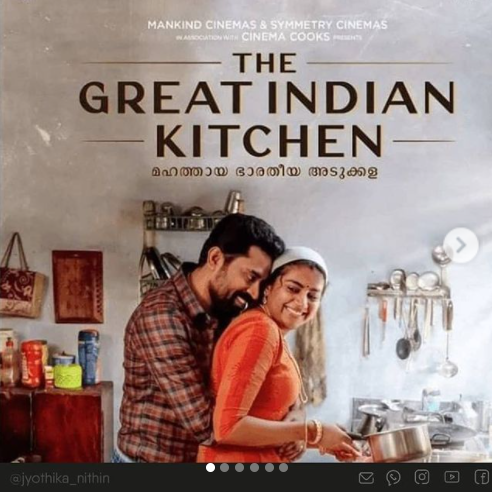 MANKIND CINEMAS & SYMMETRY CINEMAS
IN ASSOCIATION WITH CINEMA COOKS PRESENTS
THE
GREAT INDIAN
KITCHEN
മഹത്തായ ഭാരതീയ അടുക്കള
@jyothika_nithin